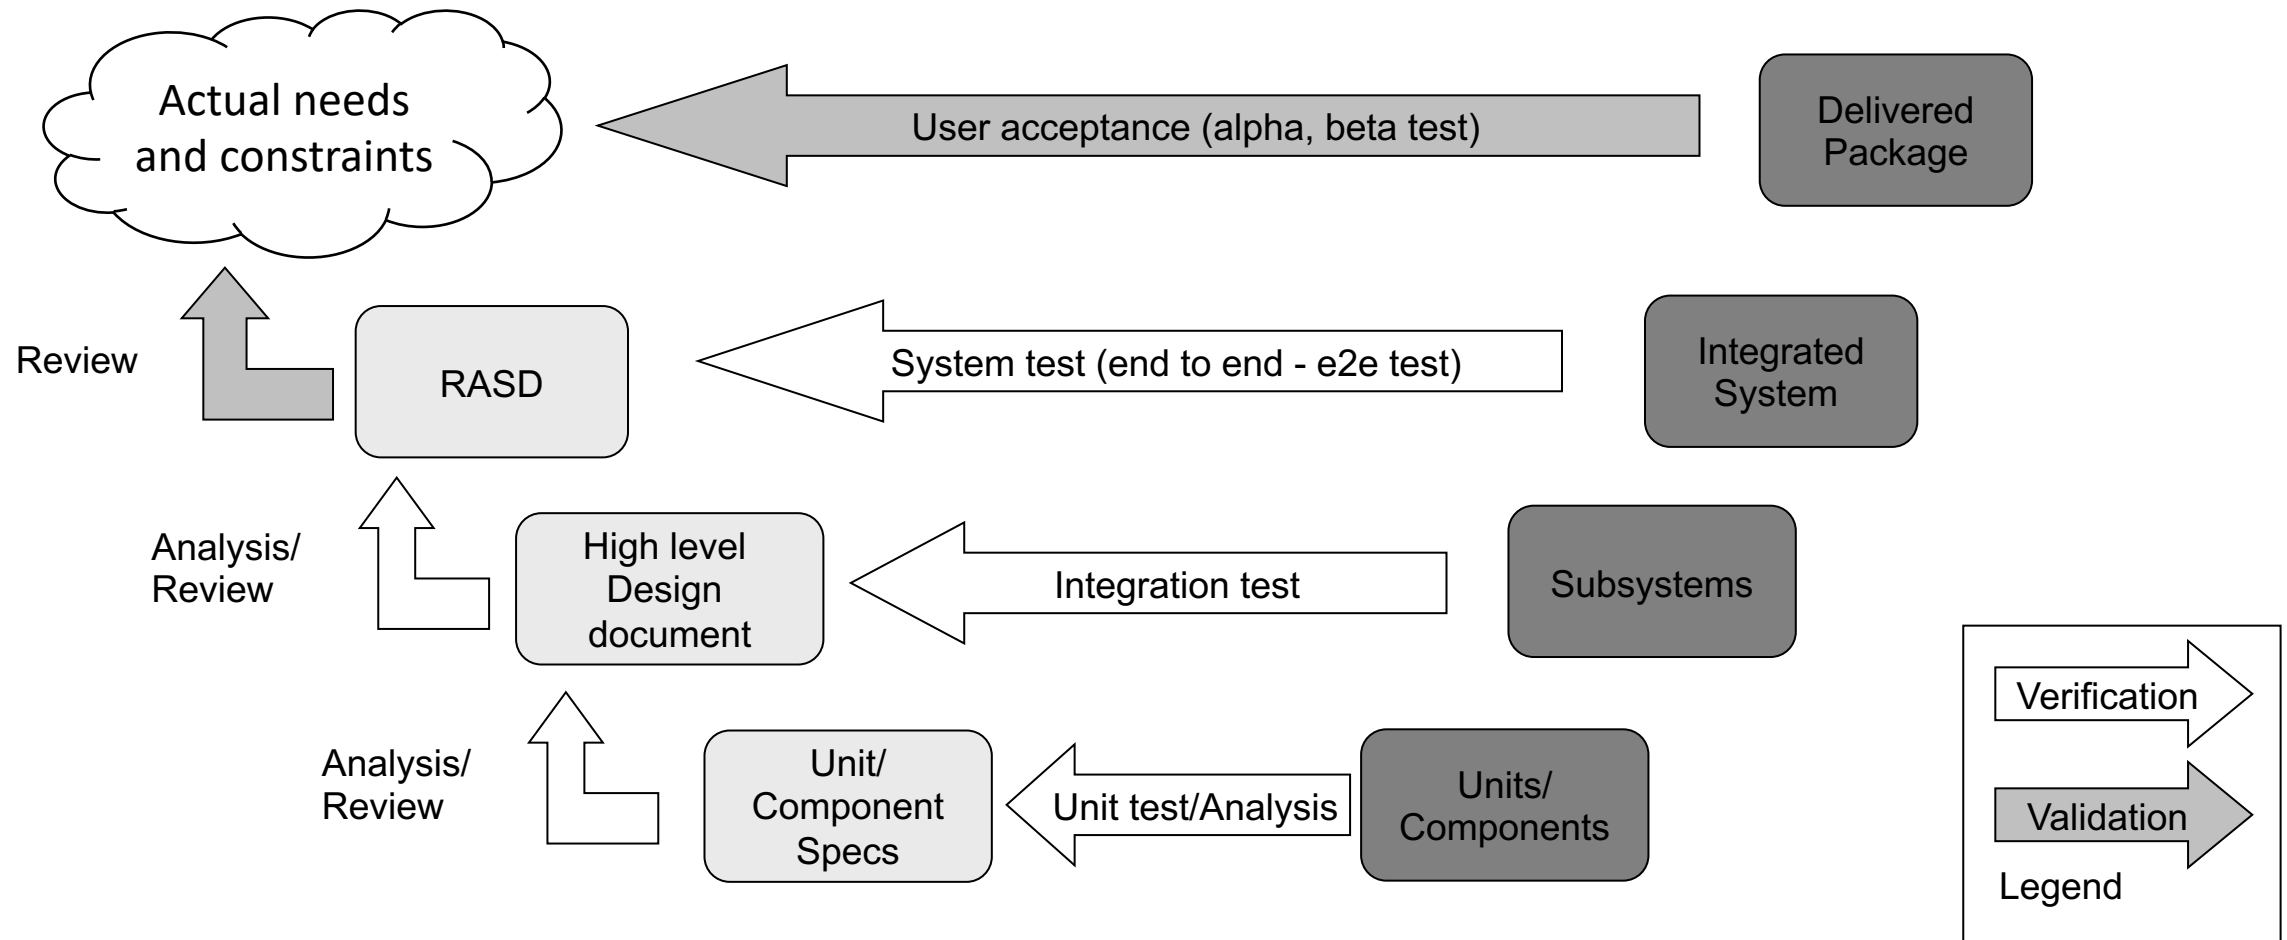 Actual needs
and constraints
User acceptance (alpha, beta test)
Delivered
Package
Review
RASD
System test (end to end - e2e test)
Integrated
System
Analysis/
Review
High level
Design
document
Integration test
Subsystems
Analysis/
Review
Unit/
Component
Specs
Unit test/Analysis
Units/
Components
Verification
Validation
Legend